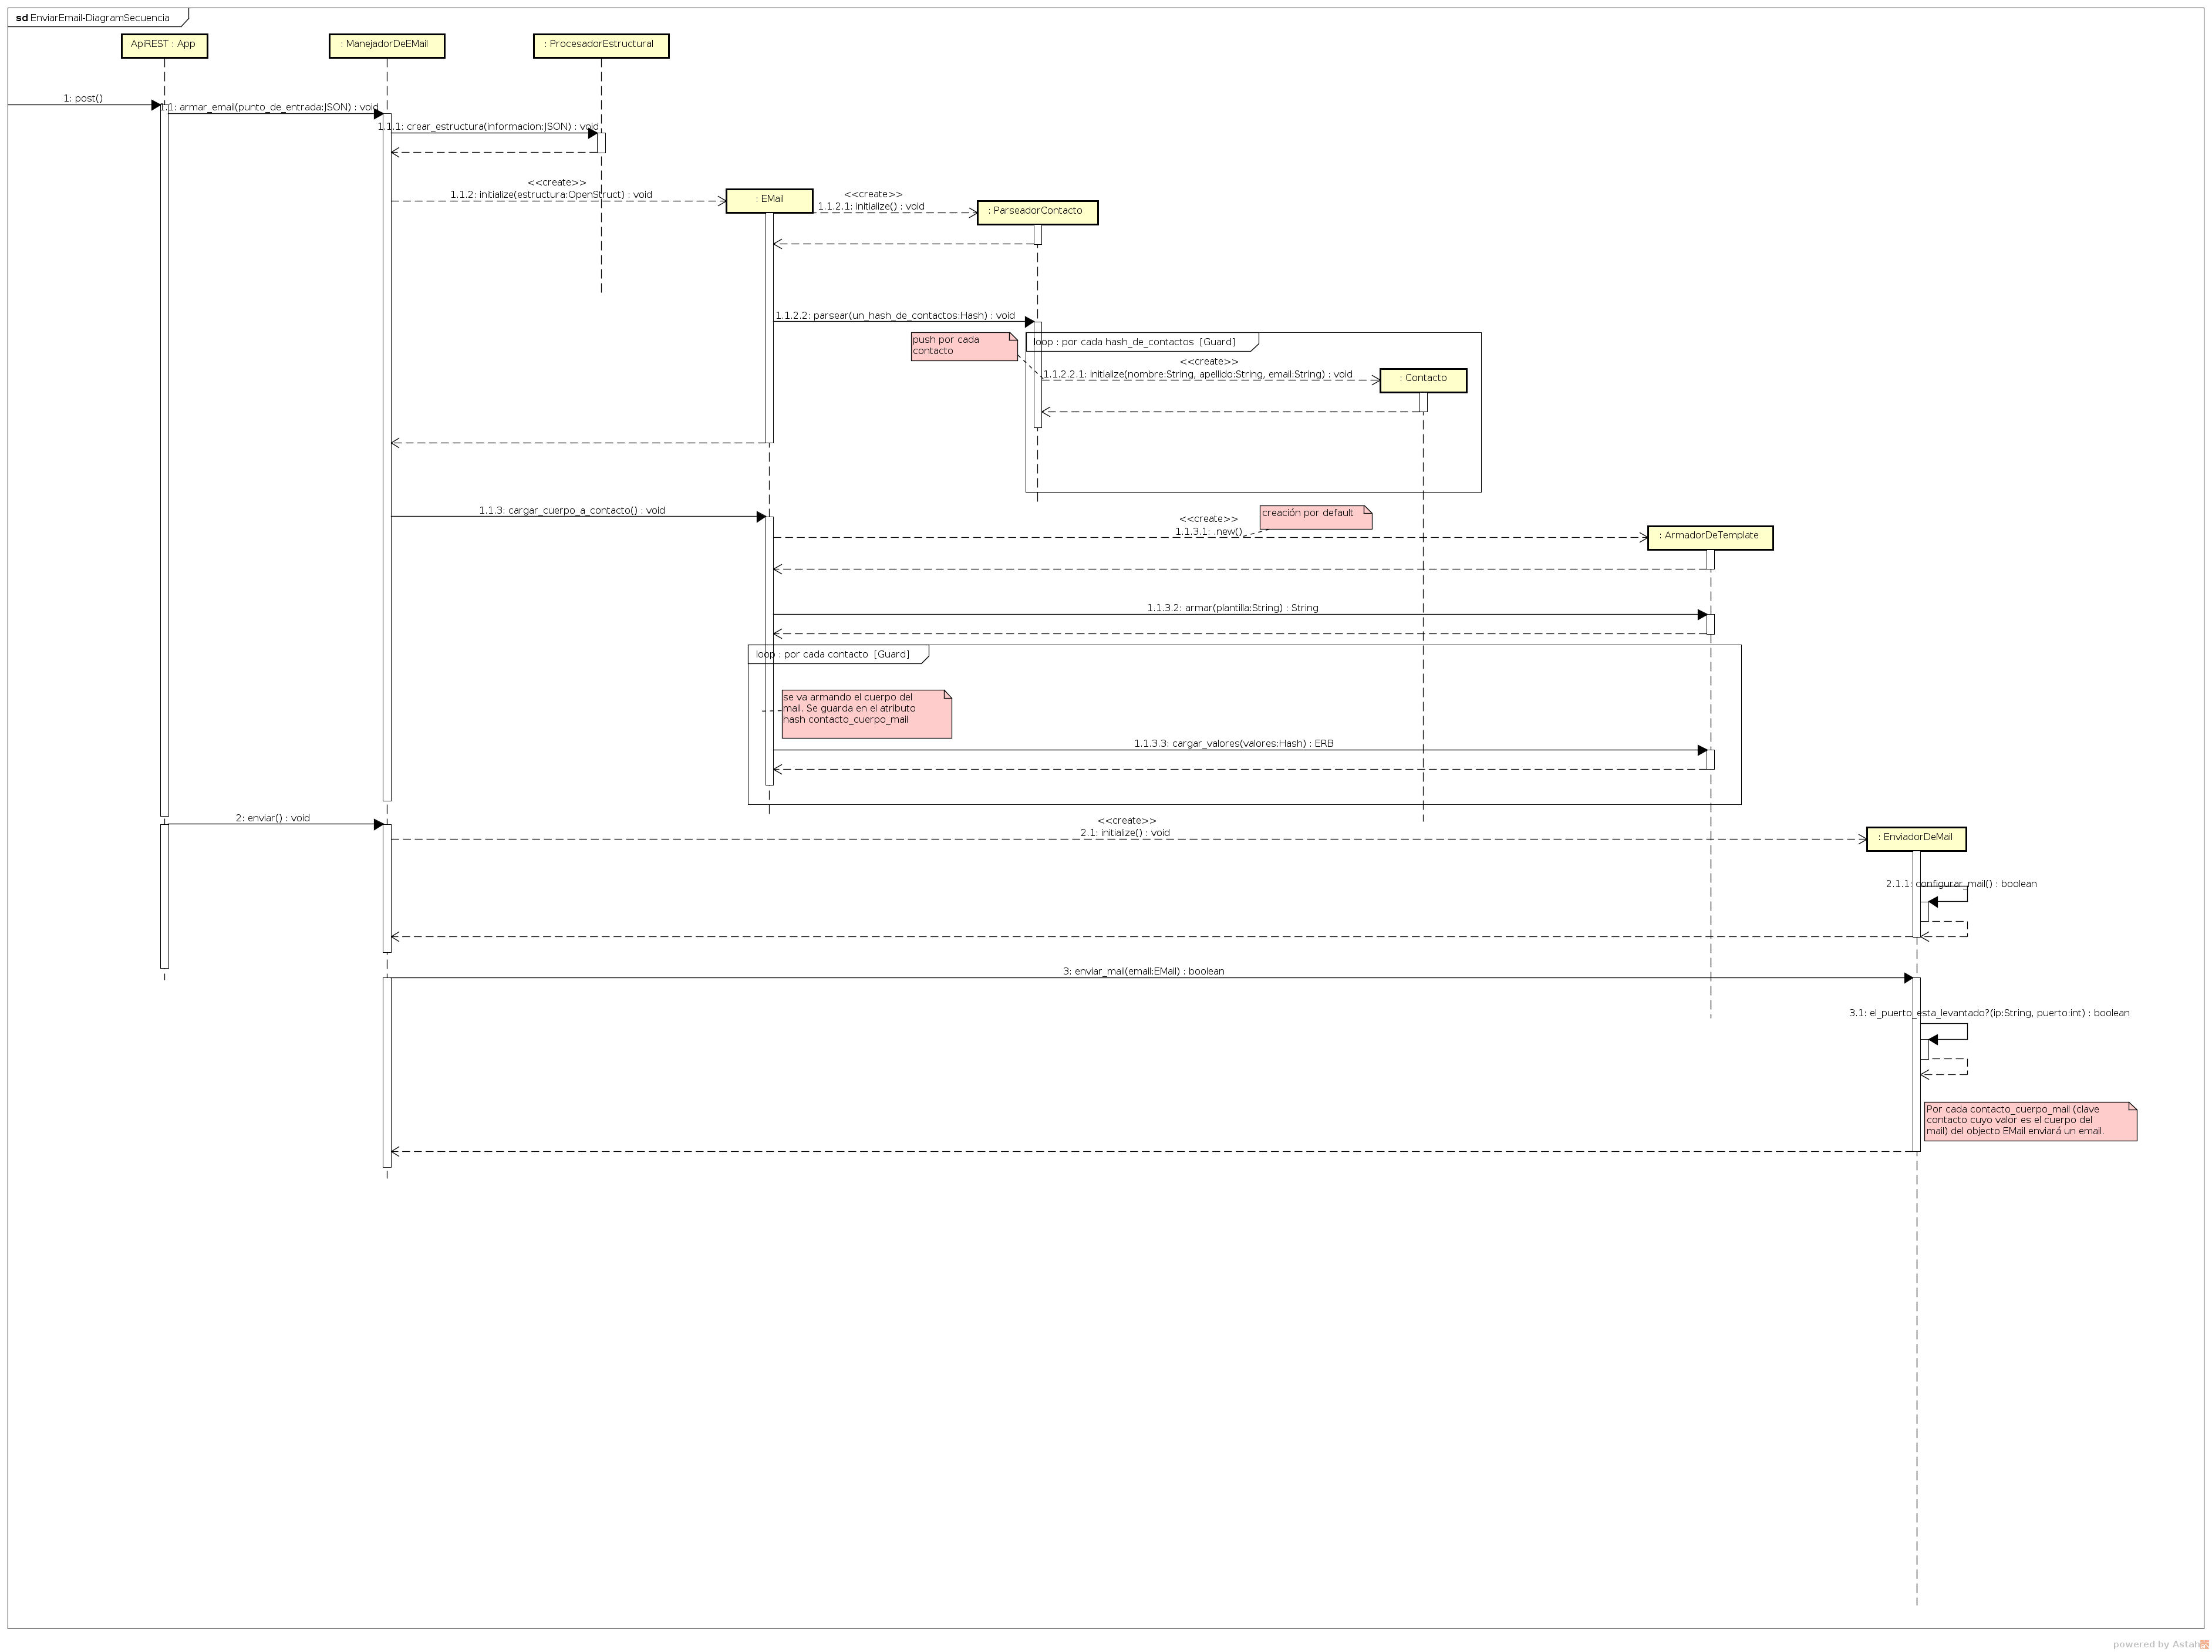 sd EnviarEmail-DiagramSecuencia
ApiREST : App
: ManejadorDeEMail
: ProcesadorEstructural
1: post()
1.1: armar_email(punto_de_entrada:JSON) : void
1.1.1: crear_estructura(informacion:JSON) : void
<<create>>
1.1.2: initialize(estructura:OpenStruct) : void
: EMail
<<create>>
1.1.2.1: initialize() : void
: ParseadorContacto
1.1.2.2: parsear(un_hash_de_contactos:Hash) : void
push por cada
contacto
loop : por cada hash_de_contactos [Guard]
<<create>>
1.1.2.2.1: initialize(nombre:String, apellido:String, email:String) : void
: Contacto
1.1.3: cargar_cuerpo_a_contacto() : void
creación por default
<<create>>
1.1.3.1: .new()
: ArmadorDeTemplate
1.1.3.2: armar(plantilla:String) : String
loop : por cada contacto [Guard]
se va armando el cuerpo del
mail. Se guarda en el atributo
hash contacto_cuerpo_mail
1.1.3.3: cargar_valores(valores:Hash) : ERB
2: enviar() : void
<<create>>
2.1: initialize() : void
: EnviadorDeMail
2.1.1: configurar_mail() : boolean
3: enviar_mail(email:EMail) : boolean
3.1: el_puerto_esta_levantado?(ip:String, puerto:int) : boolean
Por cada contacto_cuerpo_mail (clave
contacto cuyo valor es el cuerpo del
mail) del objecto EMail enviará un email.
powered by Astah